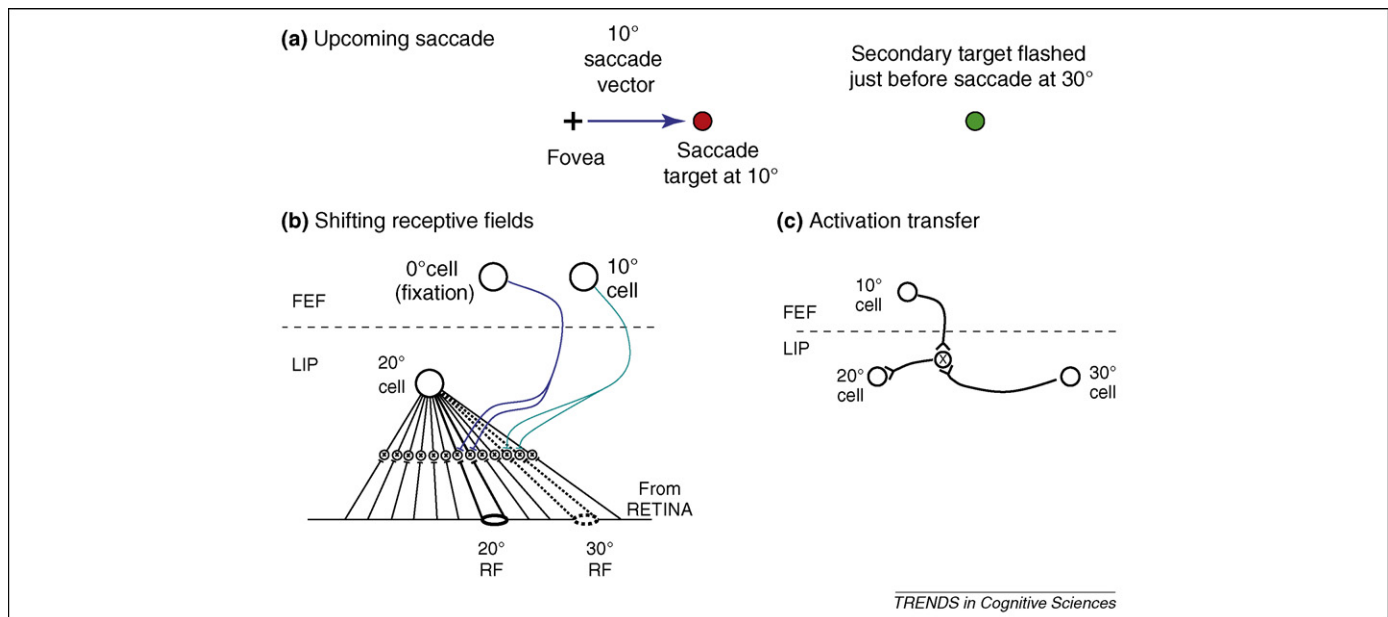 (a) Upcoming saccade
10°
saccade
vector
Fovea
Saccade
target at 10°
Secondary target flashed
just before saccade at 30°
(b) Shifting receptive fields
0°cell
(fixation)
10°
cell
FEF
LIP
20°
cell
From
RETINA
20°
RF
30°
RF
(c) Activation transfer
10°
cell
FEF
LIP
X
20°
cell
30°
cell
TRENDS in Cognitive Sciences